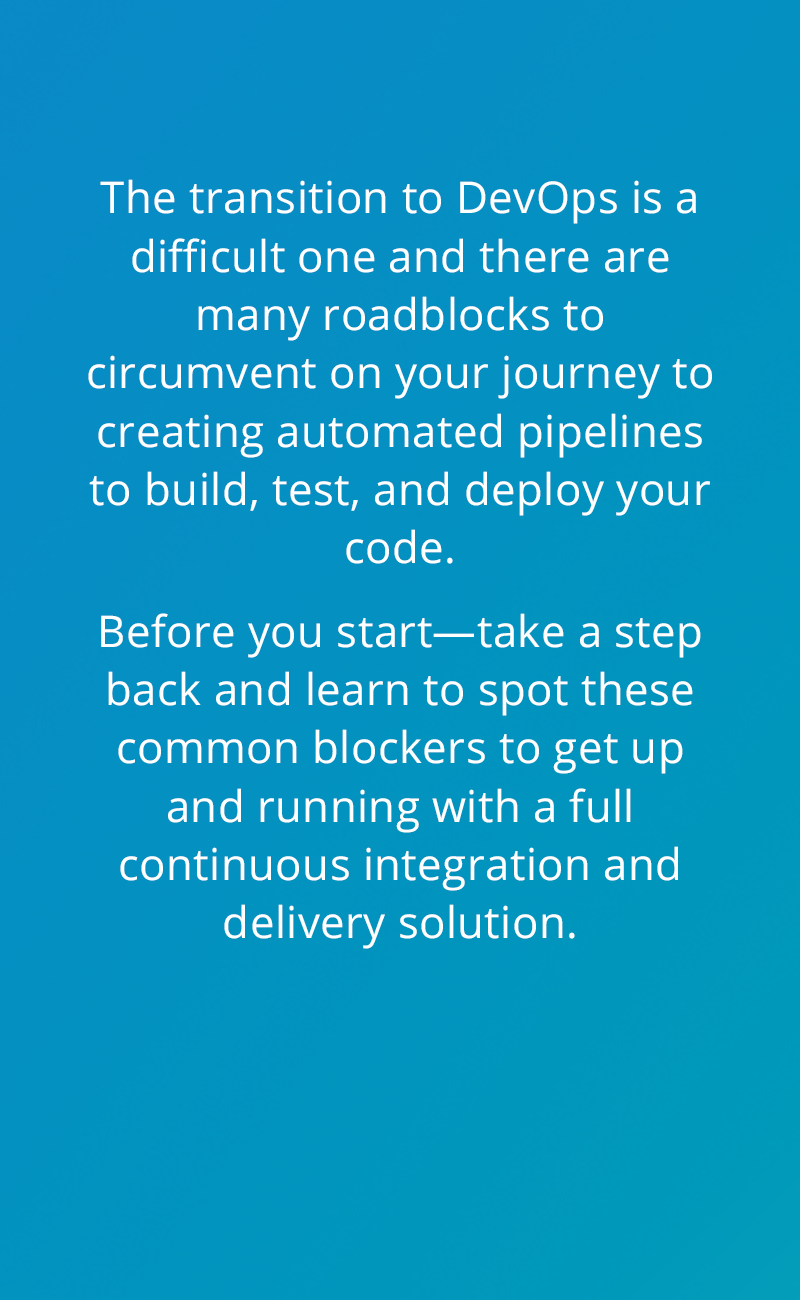 The transition to DevOps is a
difficult one and there are
many roadblocks to
circumvent on your journey to
creating automated pipelines
to build, test, and deploy your
code.
Before you start—take a step
back and learn to spot these
common blockers to get up
and running with a full
continuous integration and
delivery solution.